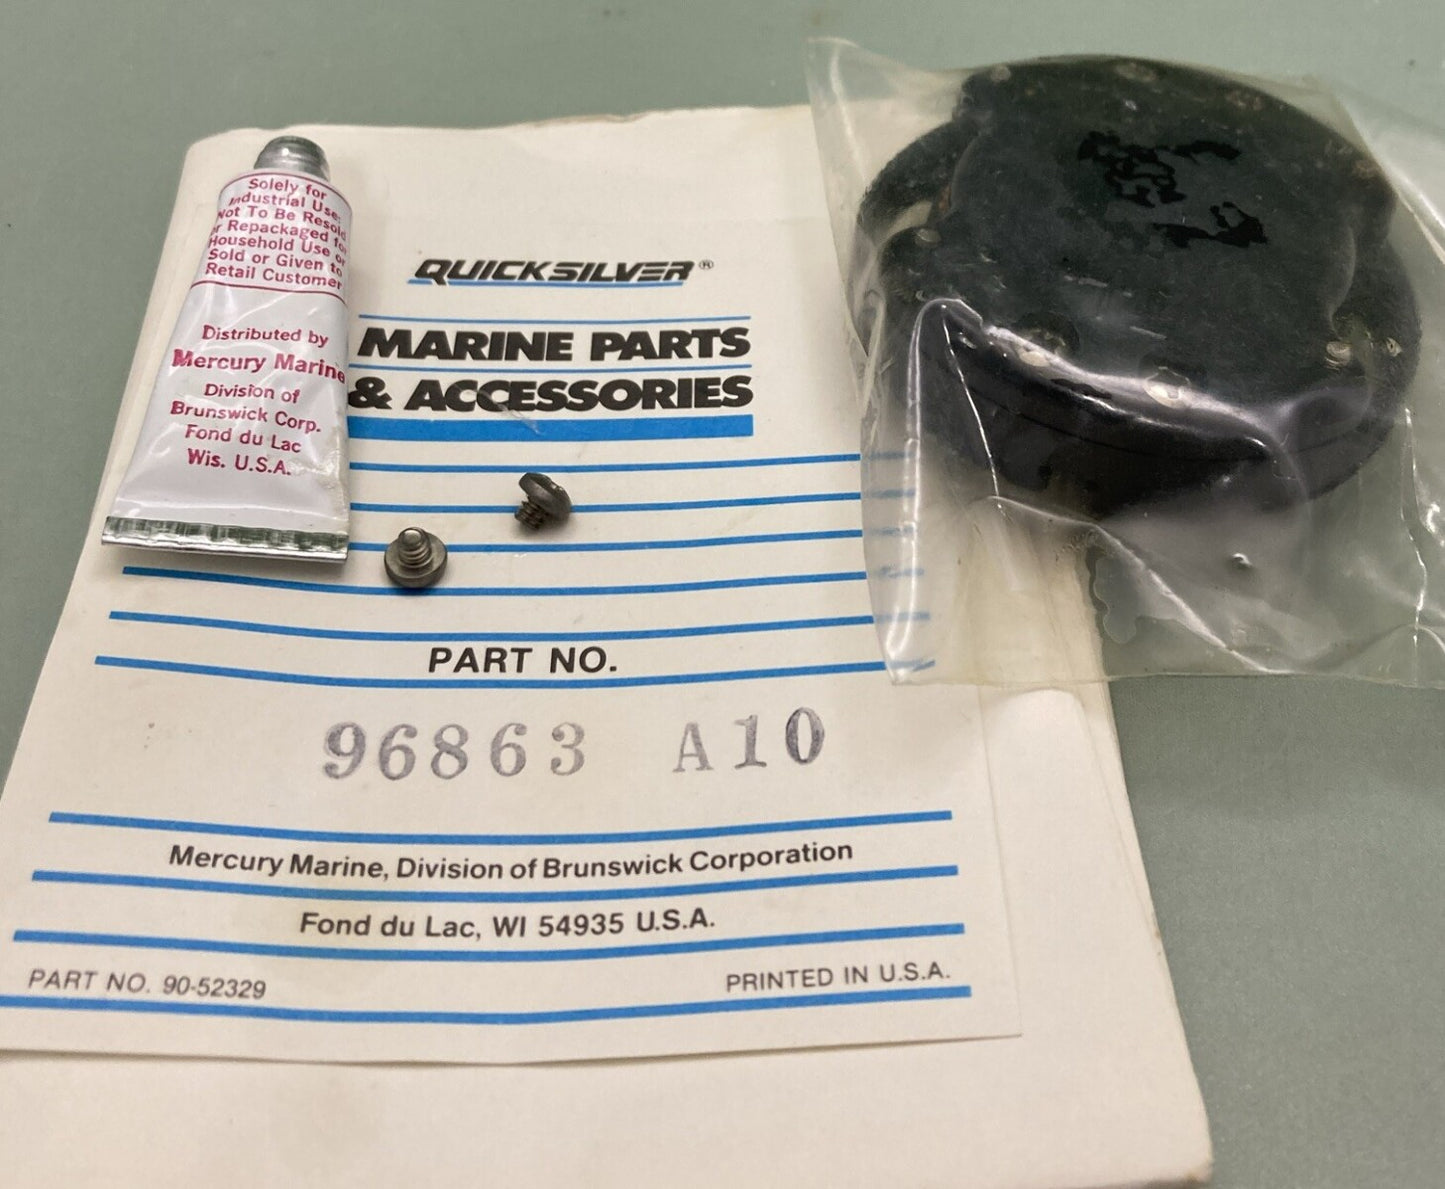 Solely for
Industrial Use:
Not To Be Resold
or Repackaged for
Household Use or
Sold or Given to
Retail Customer
Distributed by
Mercury Marine
Division of
Brunswick Corp.
Fond du Lac
Wis. U.S.A.
QUICKSILVER®
MARINE PARTS
& ACCESSORIES
PART NO.
96863 A10
Mercury Marine, Division of Brunswick Corporation
Fond du Lac, WI 54935 U.S.A.
PART NO. 90-52329
PRINTED IN U.S.A.